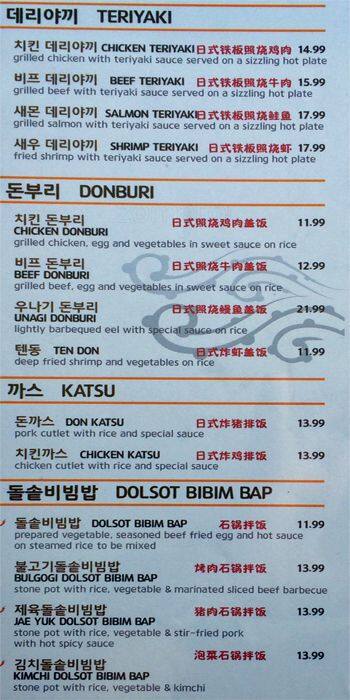 데리야끼 TERIYAKI
치킨 데리야끼 CHICKEN TERIYAKI 日式铁板照烧鸡肉 14.99
grilled chicken with teriyaki sauce served on a sizzling hot plate
비프 데리야끼 BEEF TERIYAKI 日式铁板照烧牛肉 15.99
grilled beef with teriyaki sauce served on a sizzling hot plate
새몬 데리야끼 SALMON TERIYAKI 日式铁板照烧鲑鱼 17.99
grilled salmon with teriyaki sauce served on a sizzling hot plate
새우 데리야끼 SHRIMP TERIYAKI 日式铁板照烧虾 17.99
fried shrimp with teriyaki sauce served on a sizzling hot plate
돈부리 DONBURI
치킨 돈부리 日式照烧鸡肉盖饭 11.99
CHICKEN DONBURI
grilled chicken, egg and vegetables in sweet sauce on rice
비프 돈부리 日式照烧牛肉盖饭 12.99
BEEF DONBURI
grilled beef, egg and vegetables in sweet sauce on rice
우나기 돈부리 日式照烧鳗鱼盖饭 21.99
UNAGI DONBURI
lightly barbequed eel with special sauce on rice
텐동 TEN DON 日式炸虾盖饭 11.99
deep fried shrimp and vegetables on rice
까스 KATSU
돈까스 DON KATSU 日式炸猪排饭 13.99
pork cutlet with rice and special sauce
치킨까스 CHICKEN KATSU 日式炸鸡排饭 13.99
chicken cutlet with rice and special sauce
돌솥비빔밥 DOLSOT BIBIM BAP
돌솥비빔밥 DOLSOT BIBIM BAP 石锅拌饭 11.99
prepared vegetable, seasoned beef fried egg and hot sauce
on steamed rice to be mixed
불고기돌솥비빔밥 烤肉石锅拌饭 13.99
BULGOGI DOLSOT BIBIM BAP
stone pot with rice, vegetable & marinated sliced beef barbecue
제육돌솥비빔밥 猪肉石锅拌饭 13.99
JAE YUK DOLSOT BIBIM BAP
stone pot with rice, vegetable & stir-fried pork
with hot spicy sauce
김치돌솥비빔밥 泡菜石锅拌饭 13.99
KIMCHI DOLSOT BIBIM BAP
stone pot with rice, vegetable & kimchi